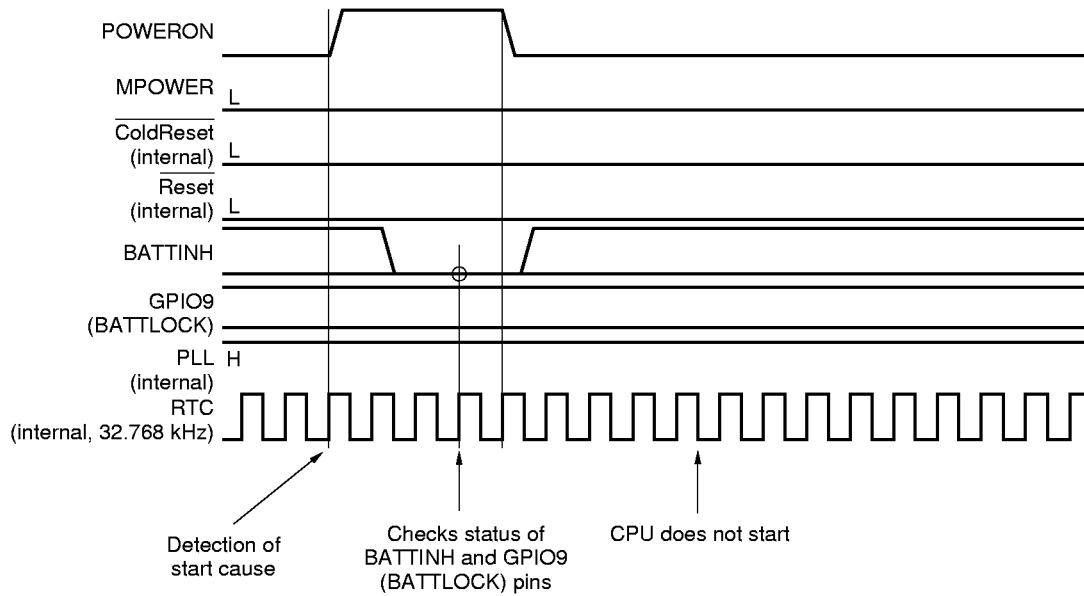 POWERON
MPOWER
L
ColdReset
(internal)
L
Reset
(internal)
L
BATTINH
GPIO9
(BATTLOCK)
PLL
(internal)
H
RTC
(internal, 32.768 kHz)
Detection of
start cause
Checks status of
BATTINH and GPIO9
(BATTLOCK) pins
CPU does not start